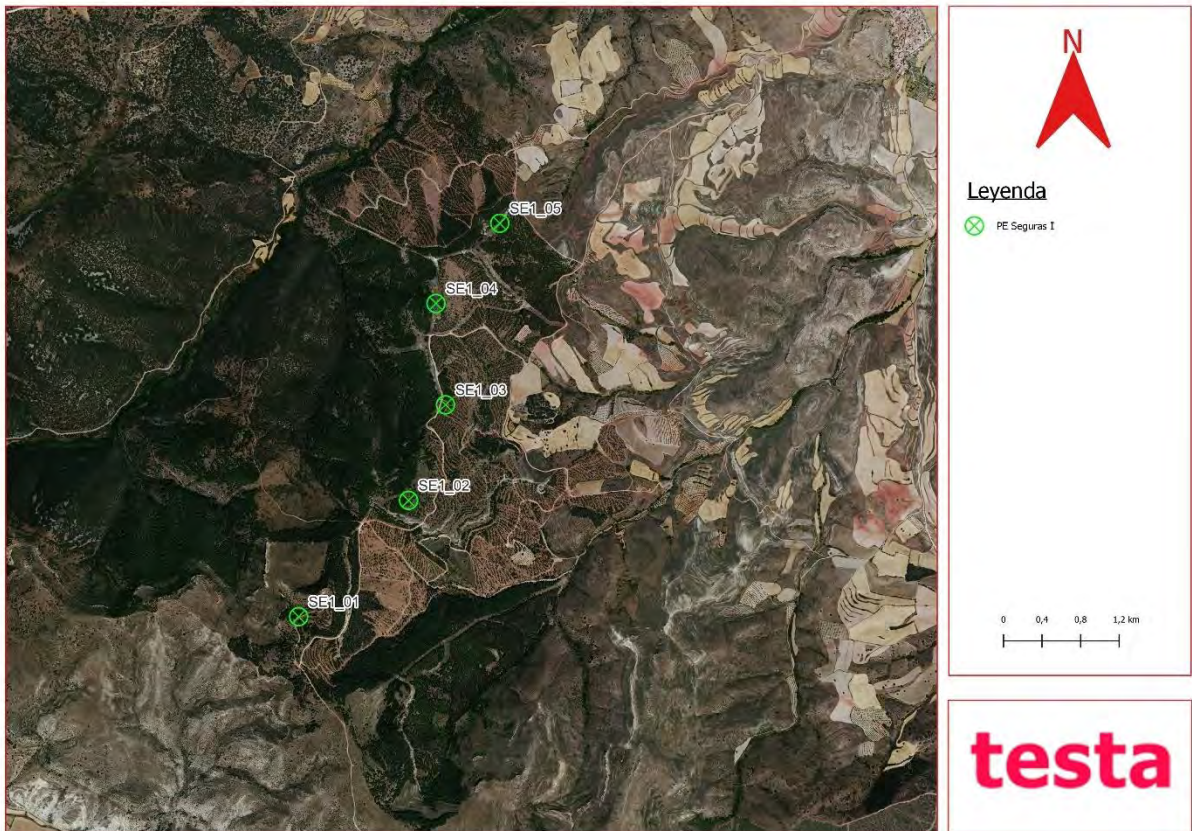 SE1_05
SE1_04
SE1_03
SE1_02
SE1_01
N
Leyenda
PE Seguras I
0 0,4 0,8 1,2 km
testa